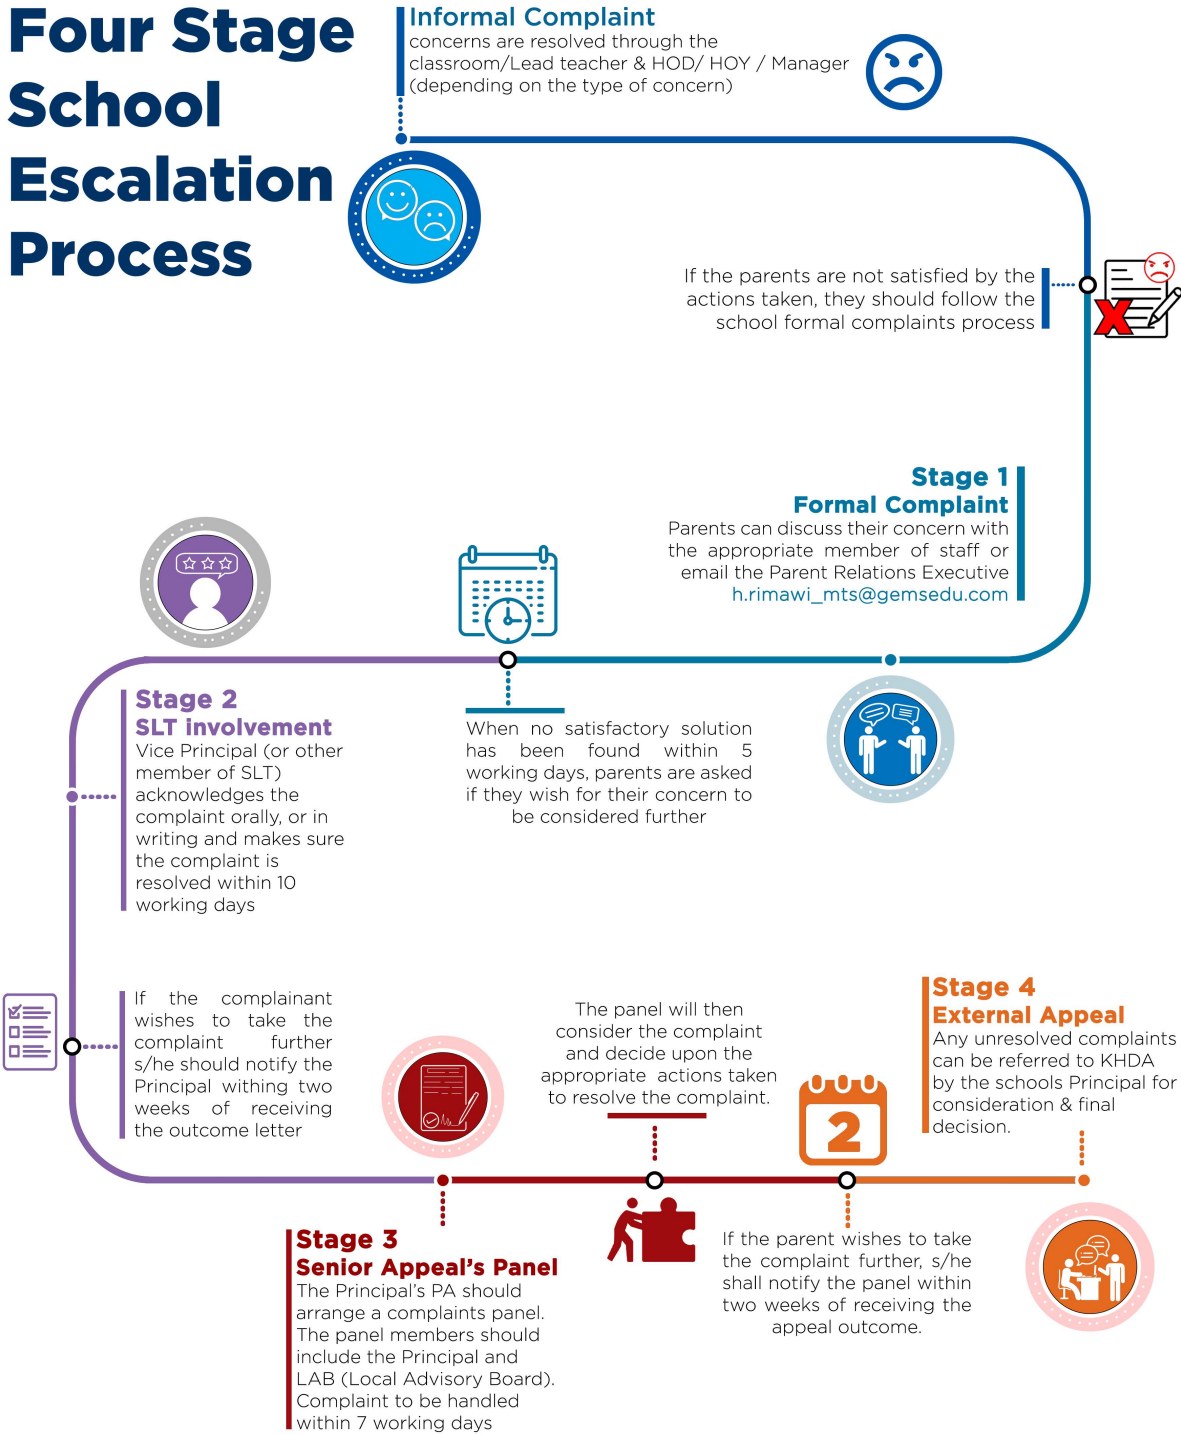 Four Stage
School
Escalation
Process
Informal Complaint
concerns are resolved through the
classroom/Lead teacher & HOD/ HOY / Manager
(depending on the type of concern)
If the parents are not satisfied by the
actions taken, they should follow the
school formal complaints process
Stage 1
Formal Complaint
Parents can discuss their concern with
the appropriate member of staff or
email the Parent Relations Executive
h.rimawi_mts@gemsedu.com
When no satisfactory solution
has been found within 5
working days, parents are asked
if they wish for their concern to
be considered further
Stage 2
SLT involvement
Vice Principal (or other
member of SLT)
acknowledges the
complaint orally, or in
writing and makes sure
the complaint is
resolved within 10
working days
If the complainant
wishes to take the
complaint further
s/he should notify the
Principal withing two
weeks of receiving
the outcome letter
Stage 3
Senior Appeal's Panel
The Principal's PA should
arrange a complaints panel.
The panel members should
include the Principal and
LAB (Local Advisory Board).
Complaint to be handled
within 7 working days
The panel will then
consider the complaint
and decide upon the
appropriate actions taken
to resolve the complaint.
2
If the parent wishes to take
the complaint further, s/he
shall notify the panel within
two weeks of receiving the
appeal outcome.
Stage 4
External Appeal
Any unresolved complaints
can be referred to KHDA
by the schools Principal for
consideration & final
decision.